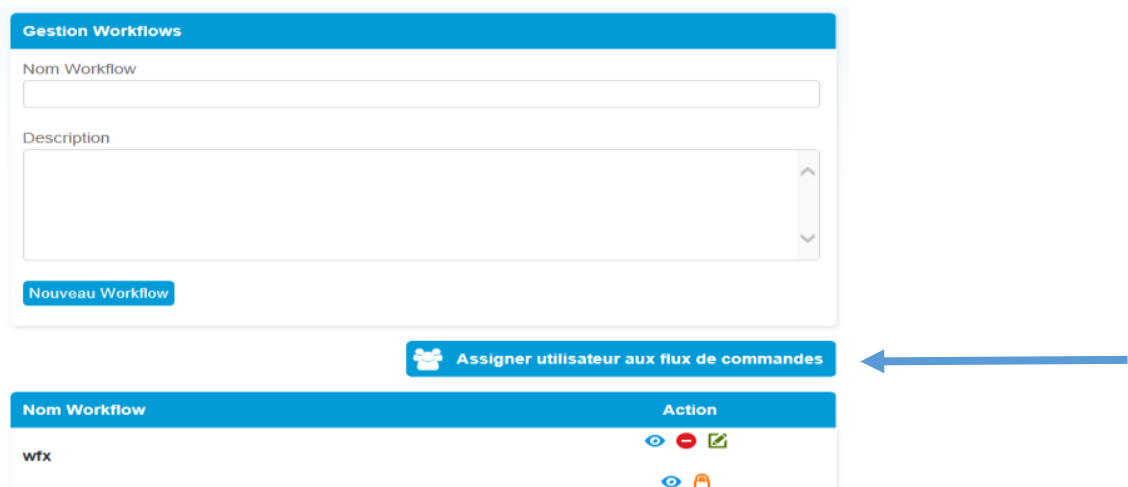 Gestion Workflows
Nom Workflow
Description
Nouveau Workflow
Assigner utilisateur aux flux de commandes
Nom Workflow Action
wfx